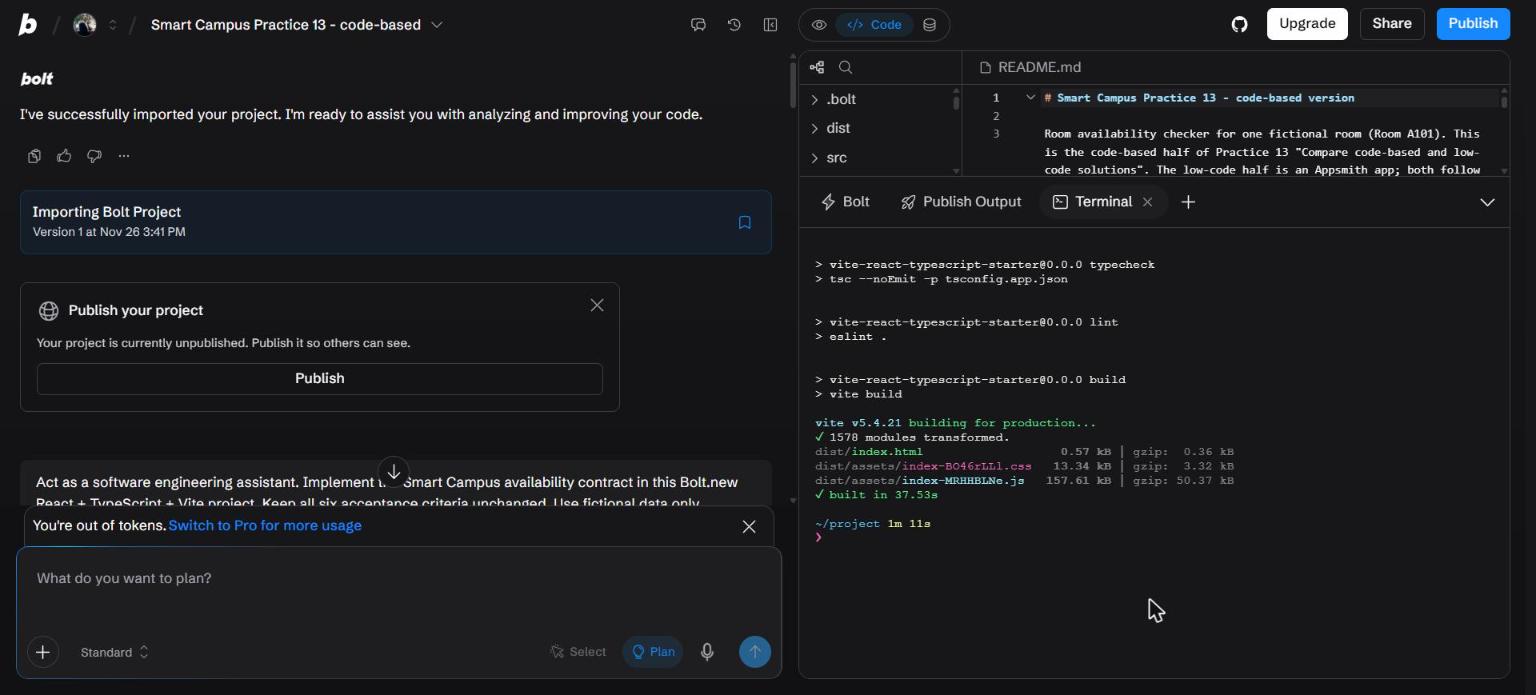 b / / Smart Campus Practice 13 - code-based
Code
Upgrade
Share
Publish
bolt
I've successfully imported your project. I'm ready to assist you with analyzing and improving your code.
Importing Bolt Project
Version 1 at Nov 26 3:41 PM
Publish your project
Your project is currently unpublished. Publish it so others can see.
Publish
Act as a software engineering assistant. Implement Smart Campus availability contract in this Bolt.new
React + TypeScript + Vite project. Keep all six acceptance criteria unchanged. Use fictional data only.
You're out of tokens. Switch to Pro for more usage
What do you want to plan?
Standard
Select
Plan
README.md
.bolt
dist
src
1 # Smart Campus Practice 13 - code-based version
2
3 Room availability checker for one fictional room (Room A101). This
is the code-based half of Practice 13 "Compare code-based and low-
code solutions". The low-code half is an Appsmith app; both follow
Bolt
Publish Output
Terminal
> vite-react-typescript-starter@0.0.0 typecheck
> tsc --noEmit -p tsconfig.app.json
> vite-react-typescript-starter@0.0.0 lint
> eslint .
> vite-react-typescript-starter@0.0.0 build
> vite build
vite v5.4.21 building for production...
✓ 1578 modules transformed.
dist/index.html 0.57 kB │ gzip: 0.36 kB
dist/assets/index-BO46rLLl.css 13.34 kB │ gzip: 3.32 kB
dist/assets/index-MRHHBLNe.js 157.61 kB │ gzip: 50.37 kB
✓ built in 37.53s
~/project 1m 11s
❯